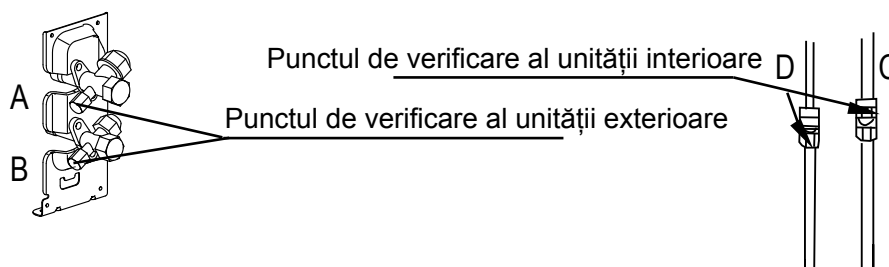 Punctul de verificare al unității interioare
D
C
A
Punctul de verificare al unității exterioare
B